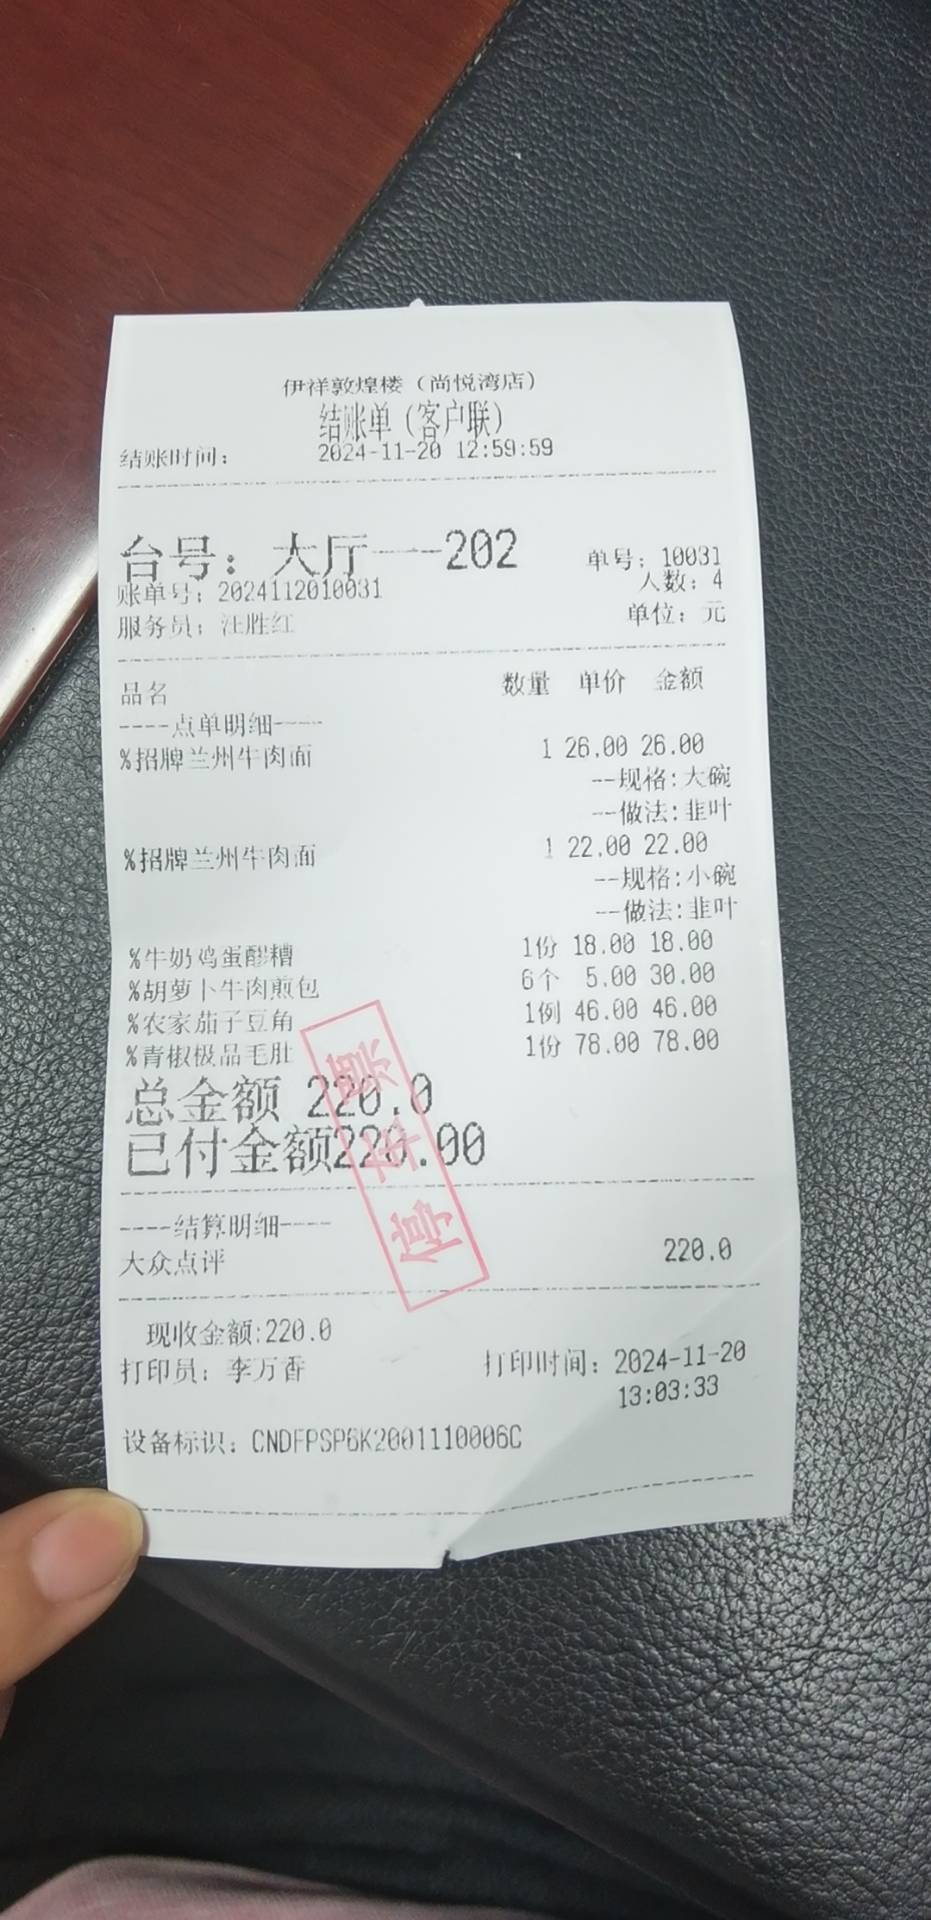 伊祥敦煌楼（尚悦湾店）
结账单（客户联）
结账时间： 2024-11-20 12:59:59
台号：大厅一--202 单号：10031
账单号：2024112010031 人数：4
服务员：汪胜红 单位：元
品名 数量 单价 金额
----点单明细----
%招牌兰州牛肉面 1 26.00 26.00
--规格:大碗
--做法:韭叶
%招牌兰州牛肉面 1 22.00 22.00
--规格:小碗
--做法:韭叶
%牛奶鸡蛋醪糟 1份 18.00 18.00
%胡萝卜牛肉煎包 6个 5.00 30.00
%农家茄子豆角 1例 46.00 46.00
%青椒极品毛肚 1份 78.00 78.00
总金额 220.0
已付金额220.00
停车票
----结算明细----
大众点评 220.0
现收金额:220.0
打印员：李万香 打印时间：2024-11-20
13:03:33
设备标识：CNDFPSP6K2001110006C